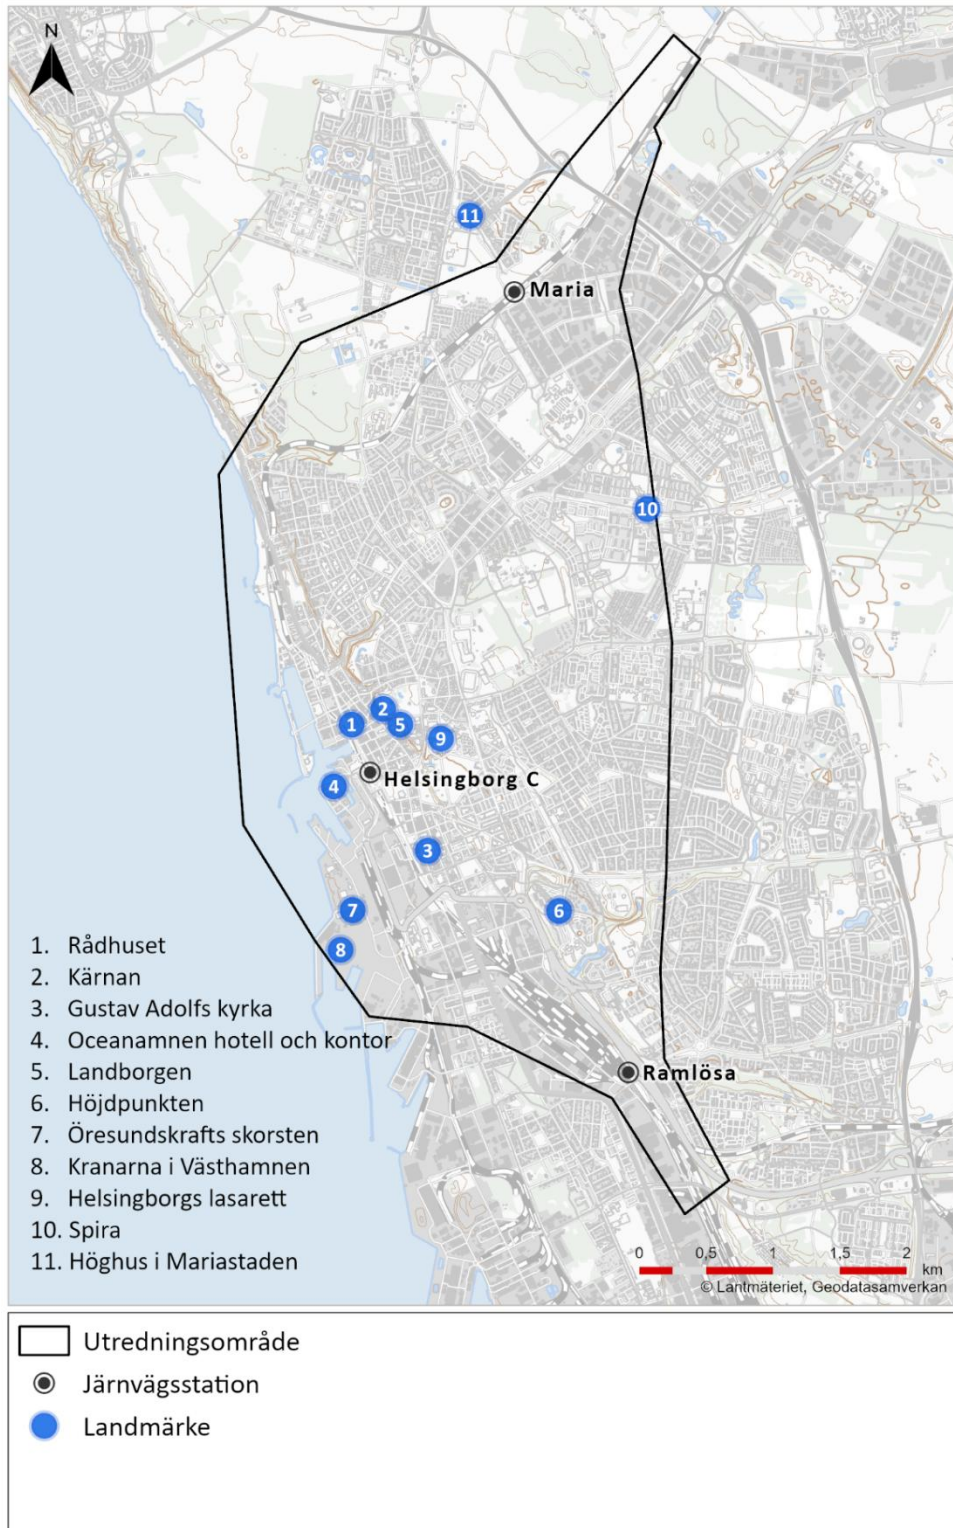 N
11
Maria
10
2
1
5
9
Helsingborg C
4
3
7
6
8
1. Rådhuset
2. Kärnan
3. Gustav Adolfs kyrka
4. Oceanamnen hotell och kontor
5. Landborgen
6. Höjdpunkten
7. Öresundskrafts skorsten
8. Kranarna i Västhamnen
9. Helsingborgs lasarett
10. Spira
11. Höghus i Mariastaden
Ramlösa
0 0,5 1 1,5 2
km
© Lantmäteriet, Geodatasamverkan
Utredningsområde
Järnvägsstation
Landmärke